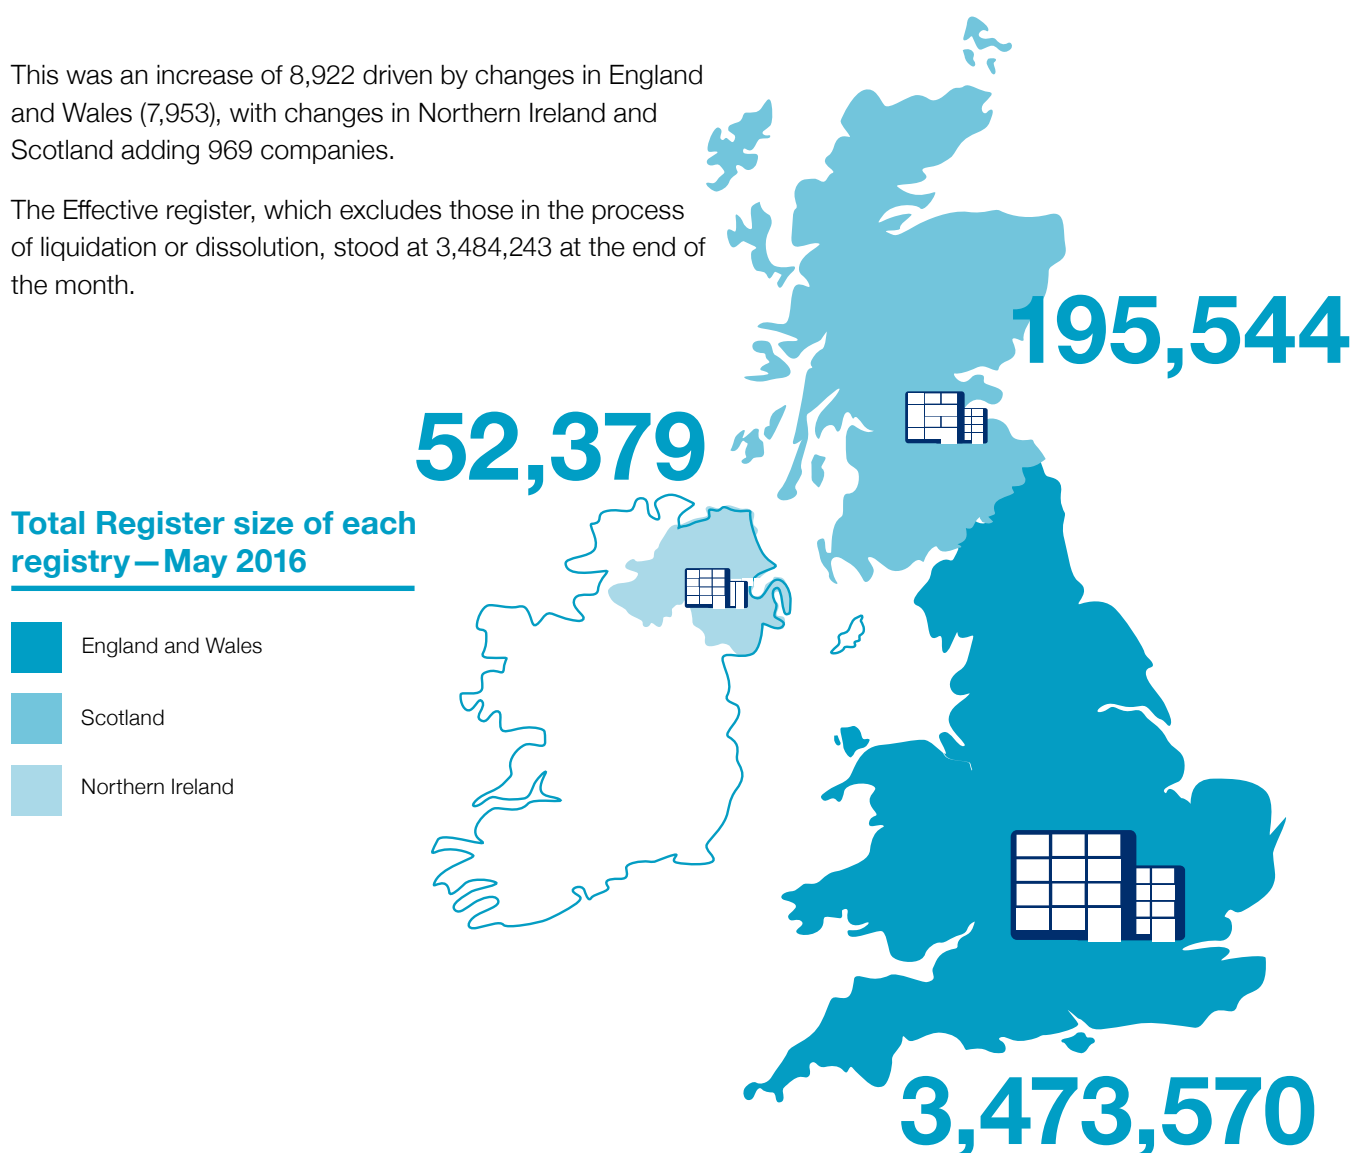 This was an increase of 8,922 driven by changes in England
and Wales (7,953), with changes in Northern Ireland and
Scotland adding 969 companies.
The Effective register, which excludes those in the process
of liquidation or dissolution, stood at 3,484,243 at the end of
the month.
195,544
52,379
Total Register size of each
registry—May 2016
England and Wales
Scotland
Northern Ireland
3,473,570